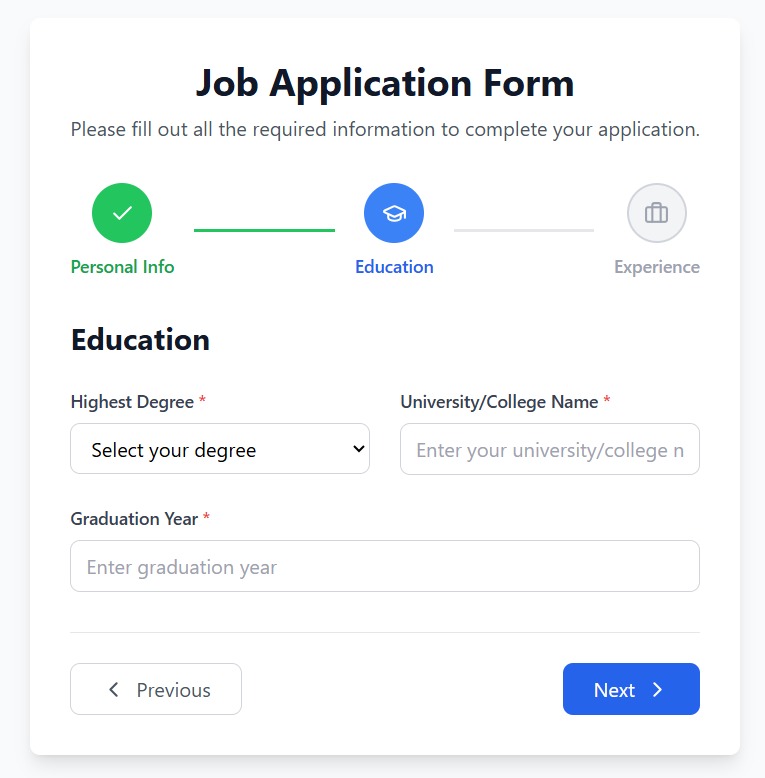 Job Application Form
Please fill out all the required information to complete your application.
Personal Info
Education
Experience
Education
Highest Degree *
University/College Name *
Select your degree
Enter your university/college n
Graduation Year *
Enter graduation year
Previous
Next